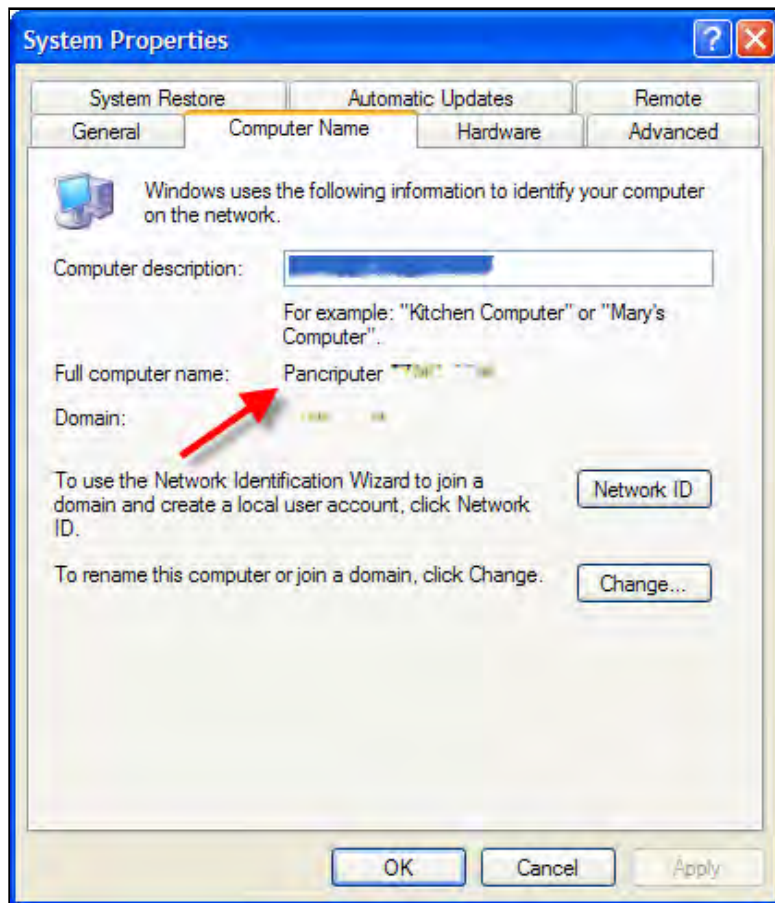 System Properties
System Restore Automatic Updates Remote
General Computer Name Hardware Advanced
Windows uses the following information to identify your computer
on the network.
Computer description:
For example: "Kitchen Computer" or "Mary's
Computer".
Full computer name: Pancriputer
Domain:
To use the Network Identification Wizard to join a
domain and create a local user account, click Network
ID.
Network ID
To rename this computer or join a domain, click Change.
Change...
OK Cancel Apply